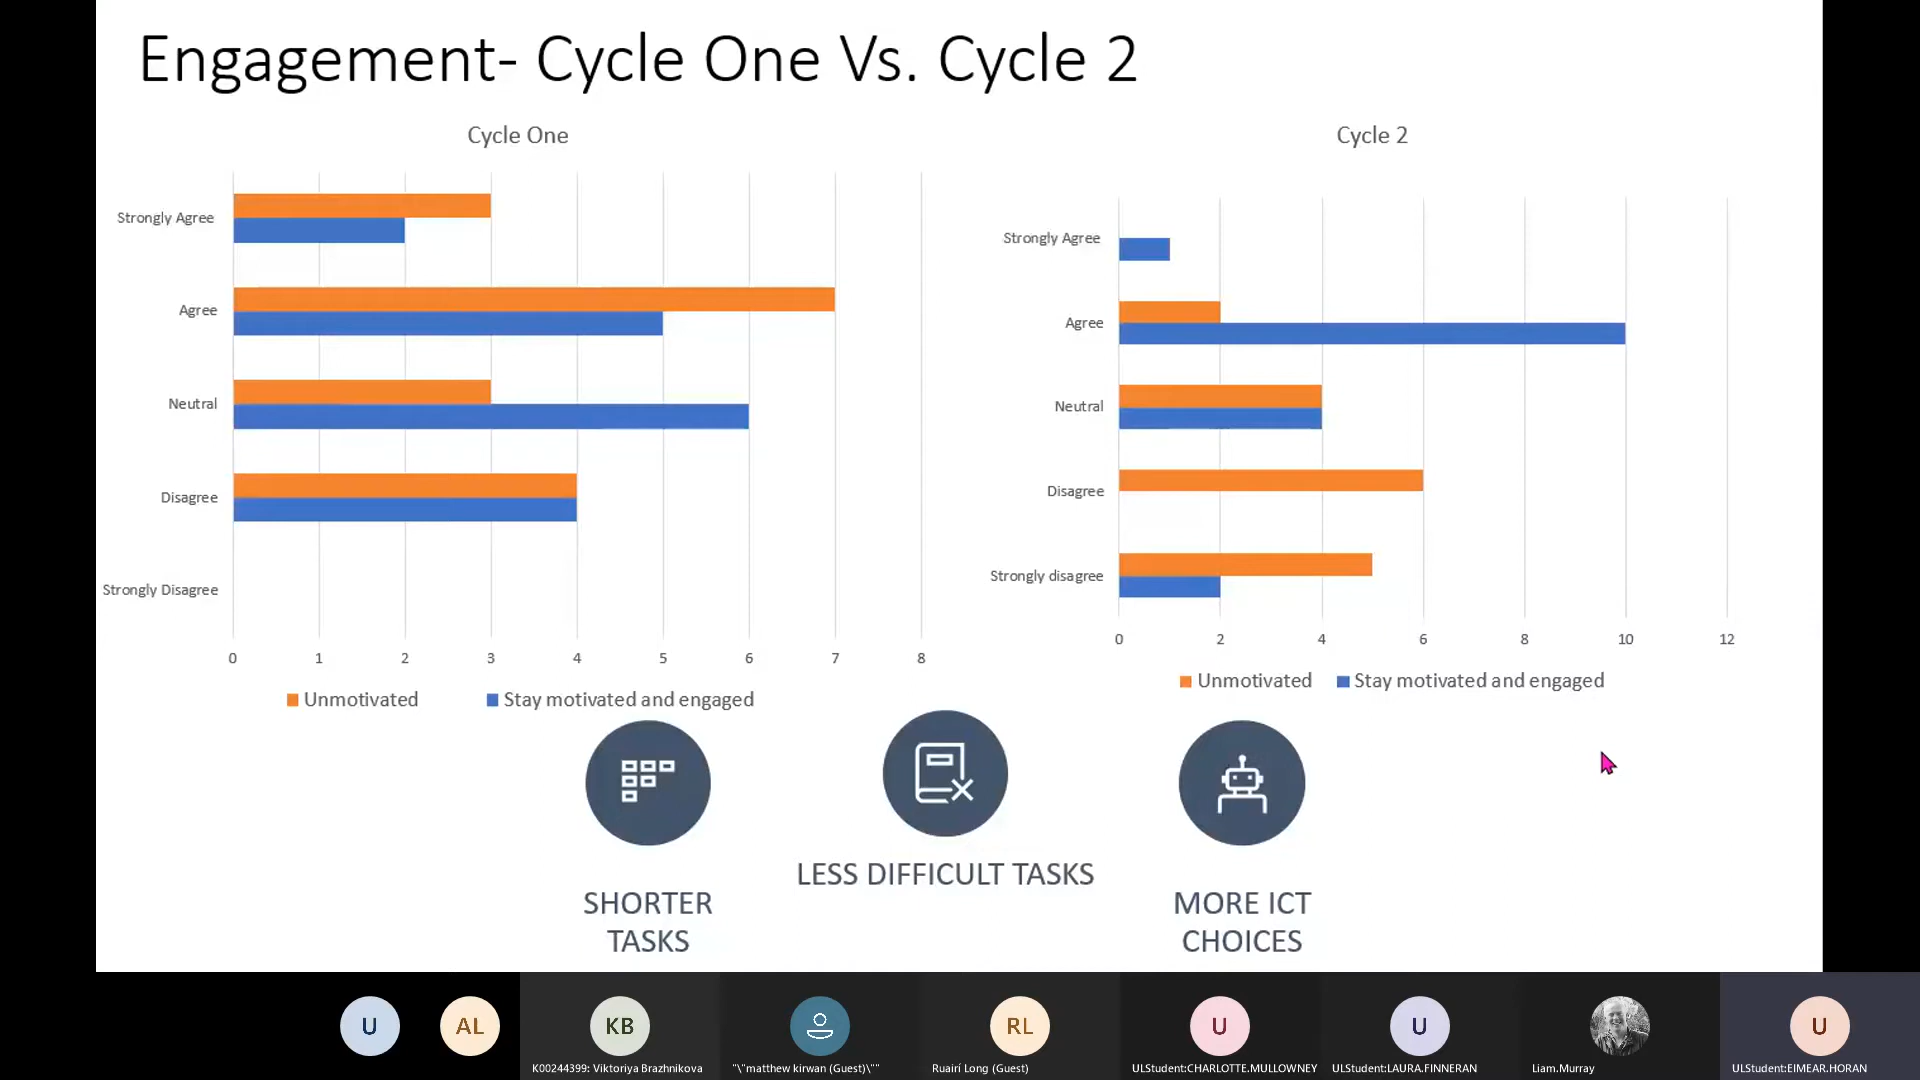 Engagement- Cycle One Vs. Cycle 2
Cycle One
Strongly Agree
Agree
Neutral
Disagree
Strongly Disagree
0 1 2 3 4 5 6 7 8
Unmotivated Stay motivated and engaged
Cycle 2
Strongly Agree
Agree
Neutral
Disagree
Strongly disagree
0 2 4 6 8 10 12
Unmotivated Stay motivated and engaged
SHORTER
TASKS
LESS DIFFICULT TASKS
MORE ICT
CHOICES
U AL KB RL U U U
K00244399: Viktoriya Brazhnikova
"\"matthew kirwan (Guest)\""
Ruairí Long (Guest)
ULStudent:CHARLOTTE.MULLOWNEY
ULStudent:LAURA.FINNERAN
Liam.Murray
ULStudent:EIMEAR.HORAN